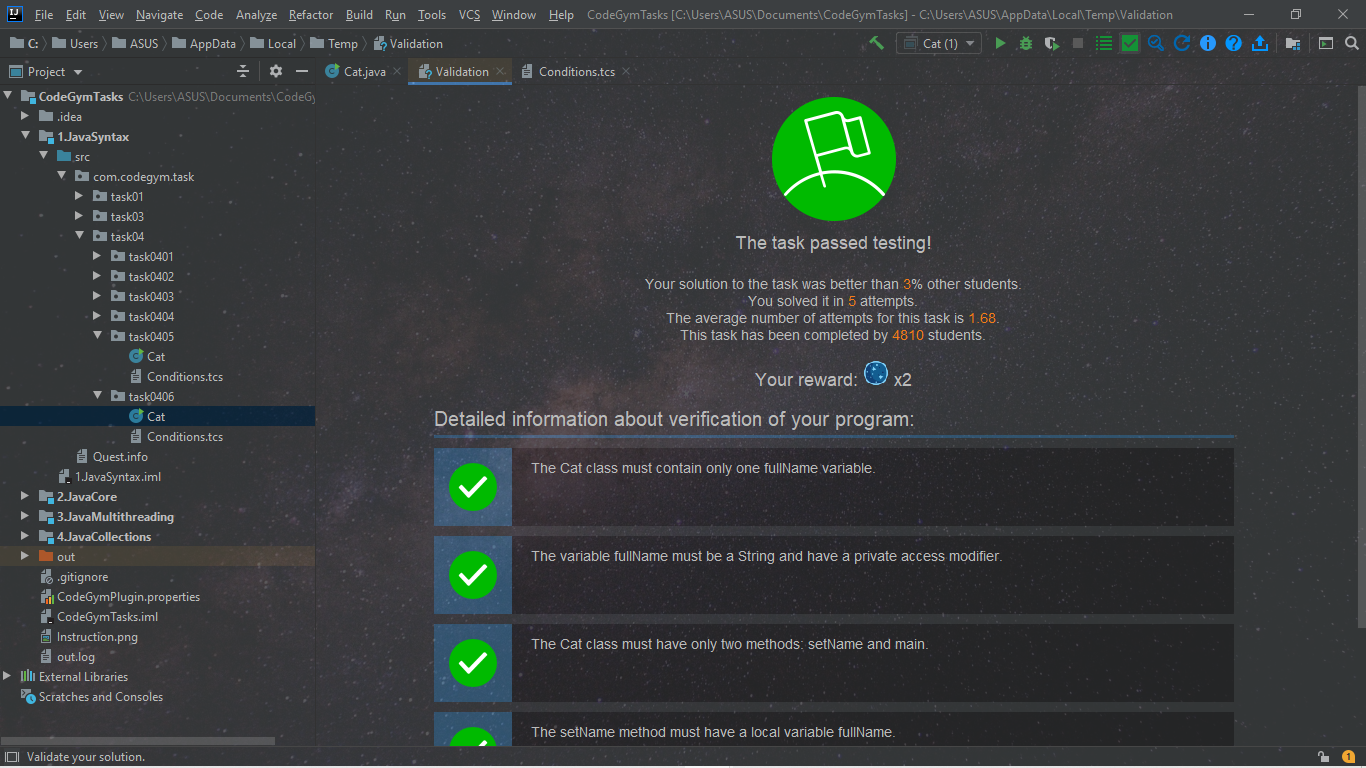 File Edit View Navigate Code Analyze Refactor Build Run Tools VCS Window Help CodeGymTasks [C:\Users\ASUS\Documents\CodeGymTasks] - C:\Users\ASUS\AppData\Local\Temp\Validation
C: Users ASUS AppData Local Temp Validation Cat (1)
Project Cat.java Validation Conditions.tcs
CodeGymTasks C:\Users\ASUS\Documents\CodeGy
.idea
1.JavaSyntax
src
com.codegym.task
task01
task03
task04
task0401
task0402
task0403
task0404
task0405
Cat
Conditions.tcs
task0406
Cat
Conditions.tcs
Quest.info
1.JavaSyntax.iml
2.JavaCore
3.JavaMultithreading
4.JavaCollections
out
.gitignore
CodeGymPlugin.properties
CodeGymTasks.iml
Instruction.png
out.log
External Libraries
Scratches and Consoles
The task passed testing!
Your solution to the task was better than 3% other students.
You solved it in 5 attempts.
The average number of attempts for this task is 1.68.
This task has been completed by 4810 students.
Your reward: x2
Detailed information about verification of your program:
The Cat class must contain only one fullName variable.
The variable fullName must be a String and have a private access modifier.
The Cat class must have only two methods: setName and main.
The setName method must have a local variable fullName.
Validate your solution. 1